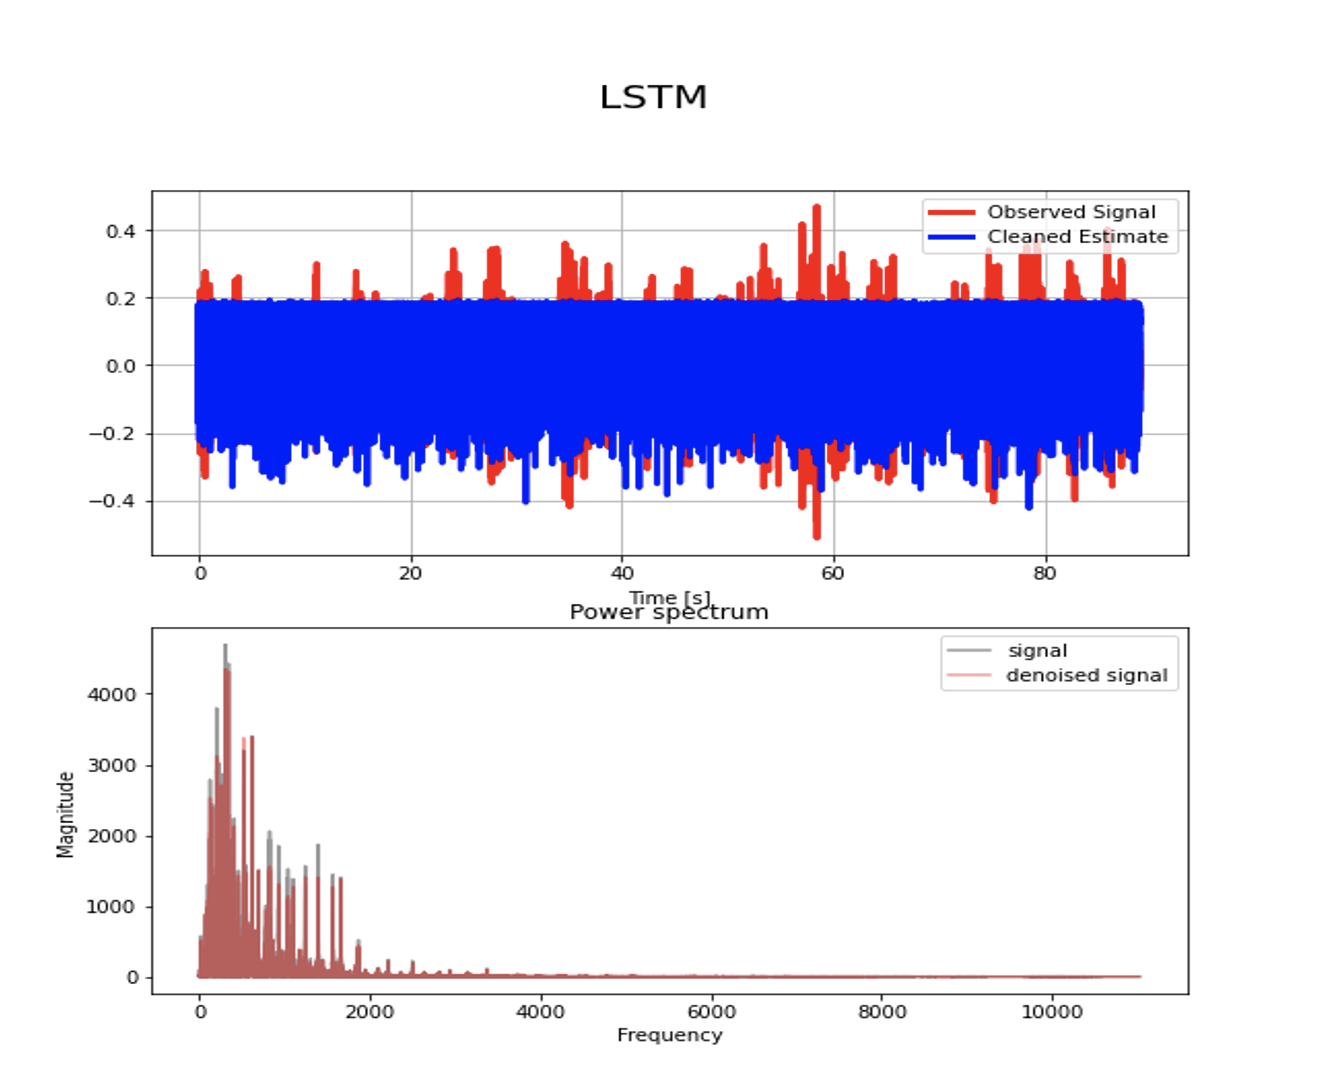 LSTM
Observed Signal
Cleaned Estimate
0.4
0.2
0.0
−0.2
−0.4
0 20 40 60 80
Time [s]
Power spectrum
signal
denoised signal
4000
3000
2000
1000
0
Magnitude
0 2000 4000 6000 8000 10000
Frequency